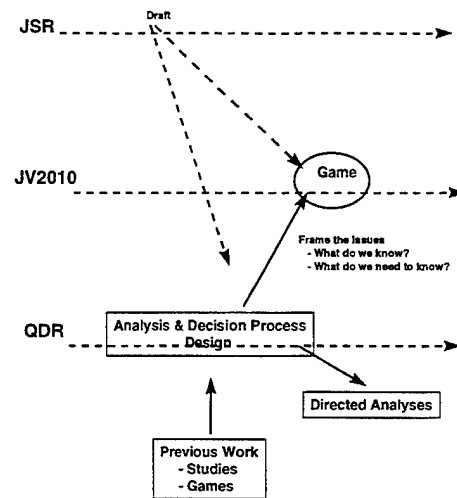 Draft
JSR
Game
JV2010
Frame the Issues
- What do we know?
- What do we need to know?
Analysis & Decision Process
Design
QDR
Directed Analyses
Previous Work
- Studies
- Games